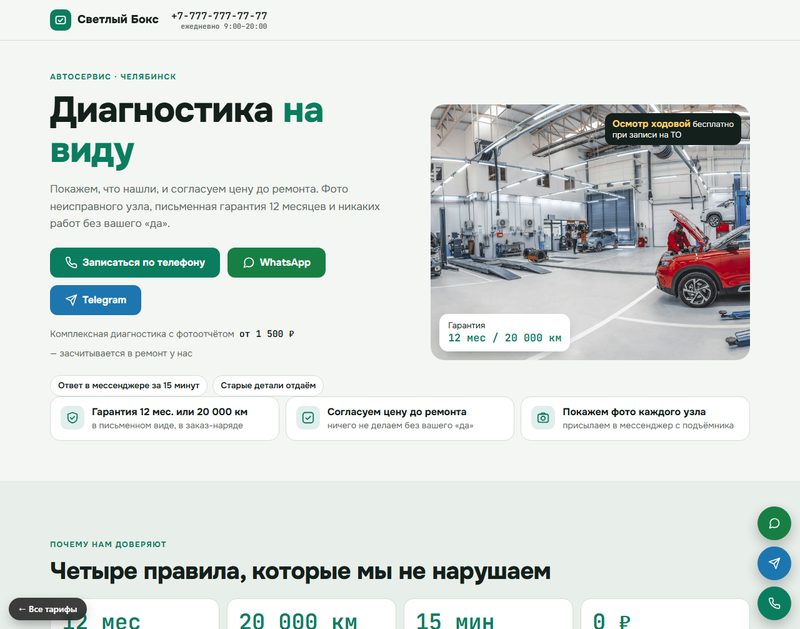 Светлый Бокс
+7-777-777-77-77
ежедневно 9:00–20:00
АВТОСЕРВИС · ЧЕЛЯБИНСК
Диагностика на
виду
Покажем, что нашли, и согласуем цену до ремонта. Фото
неисправного узла, письменная гарантия 12 месяцев и никаких
работ без вашего «да».
Записаться по телефону
WhatsApp
Telegram
Комплексная диагностика с фотоотчётом от 1 500 ₽
— засчитывается в ремонт у нас
Ответ в мессенджере за 15 минут
Старые детали отдаём
Осмотр ходовой бесплатно
при записи на ТО
Гарантия
12 мес / 20 000 км
Гарантия 12 мес. или 20 000 км
в письменном виде, в заказ-наряде
Согласуем цену до ремонта
ничего не делаем без вашего «да»
Покажем фото каждого узла
присылаем в мессенджер с подъёмника
ПОЧЕМУ НАМ ДОВЕРЯЮТ
Четыре правила, которые мы не нарушаем
← Все тарифы
12 мес
20 000 км
15 мин
0 ₽